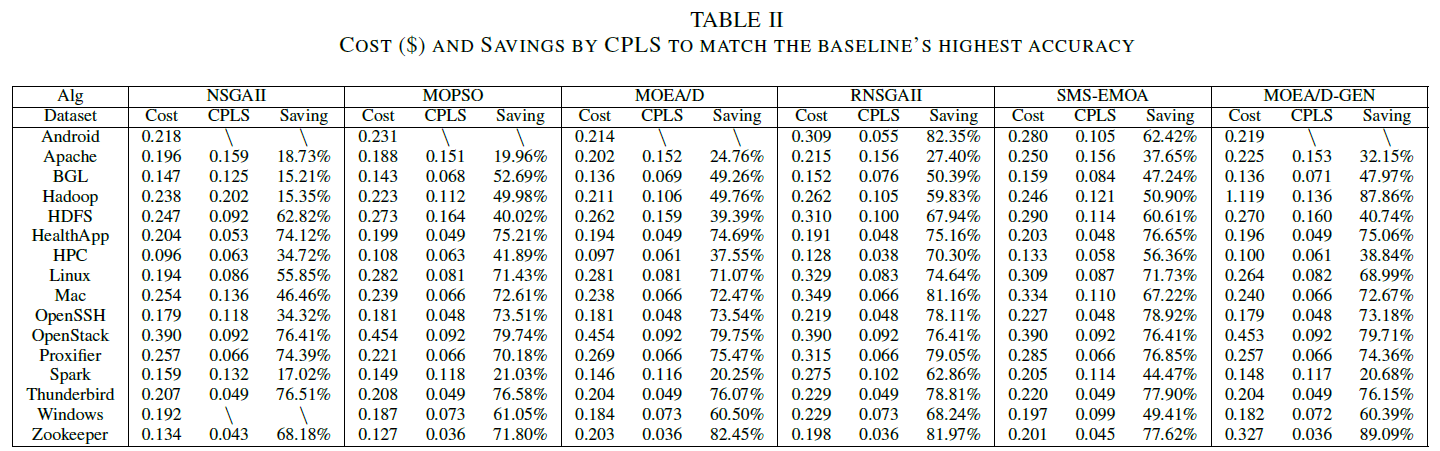 TABLE II
COST ($) AND SAVINGS BY CPLS TO MATCH THE BASELINE'S HIGHEST ACCURACY
Alg NSGAII MOPSO MOEA/D RNSGAII SMS-EMOA MOEA/D-GEN
Dataset Cost CPLS Saving Cost CPLS Saving Cost CPLS Saving Cost CPLS Saving Cost CPLS Saving Cost CPLS Saving
Android 0.218 \ \ 0.231 \ \ 0.214 \ \ 0.309 0.055 82.35% 0.280 0.105 62.42% 0.219 \ \
Apache 0.196 0.159 18.73% 0.188 0.151 19.96% 0.202 0.152 24.76% 0.215 0.156 27.40% 0.250 0.156 37.65% 0.225 0.153 32.15%
BGL 0.147 0.125 15.21% 0.143 0.068 52.69% 0.136 0.069 49.26% 0.152 0.076 50.39% 0.159 0.084 47.24% 0.136 0.071 47.97%
Hadoop 0.238 0.202 15.35% 0.223 0.112 49.98% 0.211 0.106 49.76% 0.262 0.105 59.83% 0.246 0.121 50.90% 1.119 0.136 87.86%
HDFS 0.247 0.092 62.82% 0.273 0.164 40.02% 0.262 0.159 39.39% 0.310 0.100 67.94% 0.290 0.114 60.61% 0.270 0.160 40.74%
HealthApp 0.204 0.053 74.12% 0.199 0.049 75.21% 0.194 0.049 74.69% 0.191 0.048 75.16% 0.203 0.048 76.65% 0.196 0.049 75.06%
HPC 0.096 0.063 34.72% 0.108 0.063 41.89% 0.097 0.061 37.55% 0.128 0.038 70.30% 0.133 0.058 56.36% 0.100 0.061 38.84%
Linux 0.194 0.086 55.85% 0.282 0.081 71.43% 0.281 0.081 71.07% 0.329 0.083 74.64% 0.309 0.087 71.73% 0.264 0.082 68.99%
Mac 0.254 0.136 46.46% 0.239 0.066 72.61% 0.238 0.066 72.47% 0.349 0.066 81.16% 0.334 0.110 67.22% 0.240 0.066 72.67%
OpenSSH 0.179 0.118 34.32% 0.181 0.048 73.51% 0.181 0.048 73.54% 0.219 0.048 78.11% 0.227 0.048 78.92% 0.179 0.048 73.18%
OpenStack 0.390 0.092 76.41% 0.454 0.092 79.74% 0.454 0.092 79.75% 0.390 0.092 76.41% 0.390 0.092 76.41% 0.453 0.092 79.71%
Proxifier 0.257 0.066 74.39% 0.221 0.066 70.18% 0.269 0.066 75.47% 0.315 0.066 79.05% 0.285 0.066 76.85% 0.257 0.066 74.36%
Spark 0.159 0.132 17.02% 0.149 0.118 21.03% 0.146 0.116 20.25% 0.275 0.102 62.86% 0.205 0.114 44.47% 0.148 0.117 20.68%
Thunderbird 0.207 0.049 76.51% 0.208 0.049 76.58% 0.204 0.049 76.07% 0.229 0.049 78.81% 0.220 0.049 77.90% 0.204 0.049 76.15%
Windows 0.192 \ \ 0.187 0.073 61.05% 0.184 0.073 60.50% 0.229 0.073 68.24% 0.197 0.099 49.41% 0.182 0.072 60.39%
Zookeeper 0.134 0.043 68.18% 0.127 0.036 71.80% 0.203 0.036 82.45% 0.198 0.036 81.97% 0.201 0.045 77.62% 0.327 0.036 89.09%